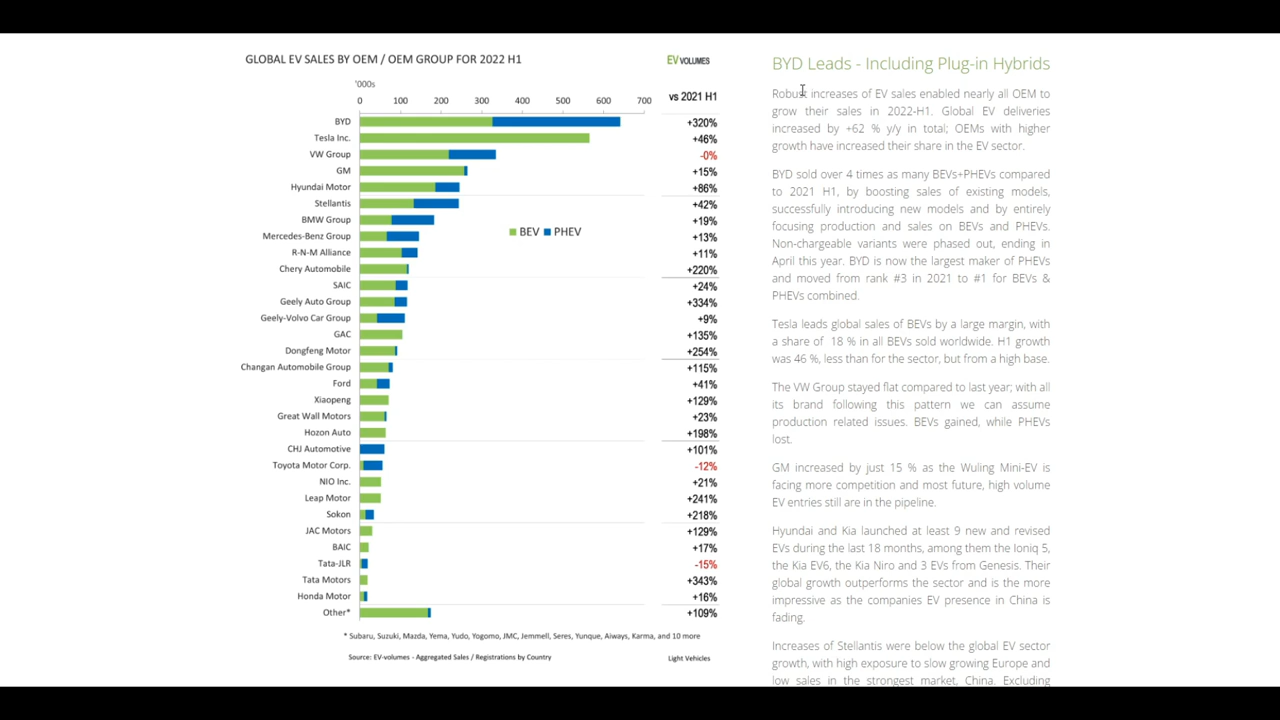 GLOBAL EV SALES BY OEM / OEM GROUP FOR 2022 H1
EV VOLUMES
'000s
vs 2021 H1
0 100 200 300 400 500 600 700
BYD +320%
Tesla Inc. +46%
VW Group -0%
GM +15%
Hyundai Motor +86%
Stellantis +42%
BMW Group +19%
BEV PHEV
Mercedes-Benz Group +13%
R-N-M Alliance +11%
Chery Automobile +220%
SAIC +24%
Geely Auto Group +334%
Geely-Volvo Car Group +9%
GAC +135%
Dongfeng Motor +254%
Changan Automobile Group +115%
Ford +41%
Xiaopeng +129%
Great Wall Motors +23%
Hozon Auto +198%
CHJ Automotive +101%
Toyota Motor Corp. -12%
NIO Inc. +21%
Leap Motor +241%
Sokon +218%
JAC Motors +129%
BAIC +17%
Tata-JLR -15%
Tata Motors +343%
Honda Motor +16%
Other* +109%
* Subaru, Suzuki, Mazda, Yema, Yudo, Yogomo, JMC, Jemmell, Seres, Yunque, Aiways, Karma, and 10 more
Source: EV-volumes - Aggregated Sales / Registrations by Country
Light Vehicles
BYD Leads - Including Plug-in Hybrids
Robust increases of EV sales enabled nearly all OEM to
grow their sales in 2022-H1. Global EV deliveries
increased by +62 % y/y in total; OEMs with higher
growth have increased their share in the EV sector.
BYD sold over 4 times as many BEVs+PHEVs compared
to 2021 H1, by boosting sales of existing models,
successfully introducing new models and by entirely
focusing production and sales on BEVs and PHEVs.
Non-chargeable variants were phased out, ending in
April this year. BYD is now the largest maker of PHEVs
and moved from rank #3 in 2021 to #1 for BEVs &
PHEVs combined.
Tesla leads global sales of BEVs by a large margin, with
a share of 18 % in all BEVs sold worldwide. H1 growth
was 46 %, less than for the sector, but from a high base.
The VW Group stayed flat compared to last year; with all
its brand following this pattern we can assume
production related issues. BEVs gained, while PHEVs
lost.
GM increased by just 15 % as the Wuling Mini-EV is
facing more competition and most future, high volume
EV entries still are in the pipeline.
Hyundai and Kia launched at least 9 new and revised
EVs during the last 18 months, among them the Ioniq 5,
the Kia EV6, the Kia Niro and 3 EVs from Genesis. Their
global growth outperforms the sector and is the more
impressive as the companies EV presence in China is
fading.
Increases of Stellantis were below the global EV sector
growth, with high exposure to slow growing Europe and
low sales in the strongest market, China. Excluding